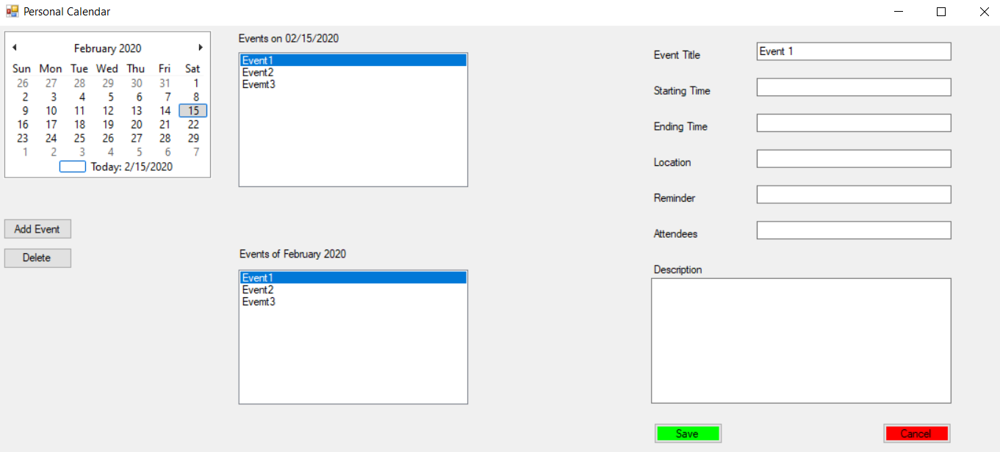 Personal Calendar
February 2020
Sun Mon Tue Wed Thu Fri Sat
26 27 28 29 30 31 1
2 3 4 5 6 7 8
9 10 11 12 13 14 15
16 17 18 19 20 21 22
23 24 25 26 27 28 29
1 2 3 4 5 6 7
Today: 2/15/2020
Add Event
Delete
Events on 02/15/2020
Event1
Event2
Evemt3
Events of February 2020
Event1
Event2
Evemt3
Event Title Event 1
Starting Time
Ending Time
Location
Reminder
Attendees
Description
Save Cancel